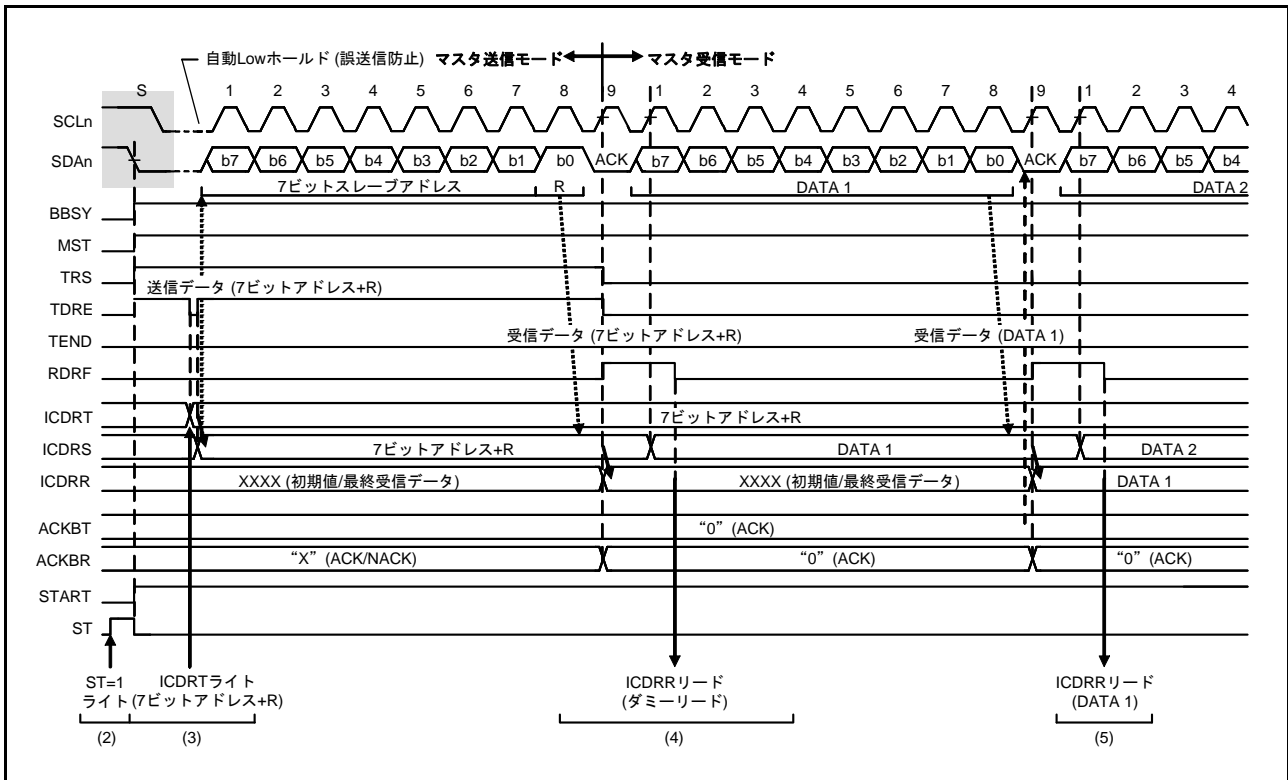 自動Lowホールド (誤送信防止) マスタ送信モード マスタ受信モード
S 1 2 3 4 5 6 7 8 9 1 2 3 4 5 6 7 8 9 1 2 3 4
SCLn
SDAn b7 b6 b5 b4 b3 b2 b1 b0 ACK b7 b6 b5 b4 b3 b2 b1 b0 ACK b7 b6 b5 b4
7ビットスレーブアドレス R DATA 1 DATA 2
BBSY
MST
TRS
送信データ (7ビットアドレス+R)
TDRE
TEND 受信データ (7ビットアドレス+R) 受信データ (DATA 1)
RDRF
ICDRT 7ビットアドレス+R
ICDRS 7ビットアドレス+R DATA 1 DATA 2
ICDRR XXXX (初期値/最終受信データ) XXXX (初期値/最終受信データ) DATA 1
ACKBT “0” (ACK)
ACKBR “X” (ACK/NACK) “0” (ACK) “0” (ACK)
START
ST
ST=1 ICDRTライト ICDRRリード ICDRRリード
ライト (7ビットアドレス+R) (ダミーリード) (DATA 1)
(2) (3) (4) (5)